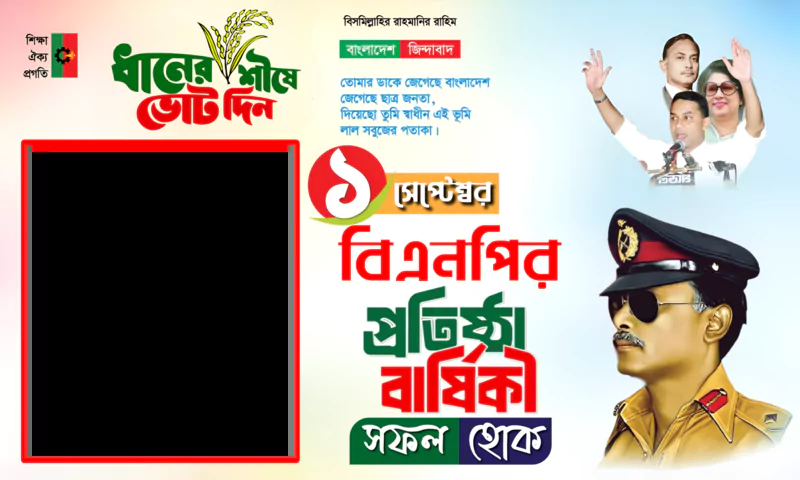 শিক্ষা
ঐক্য
প্রগতি
ধানের শীষে
ভোট দিন
বিসমিল্লাহির রাহমানির রাহিম
বাংলাদেশ জিন্দাবাদ
তোমার ডাকে জেগেছে বাংলাদেশ
জেগেছে ছাত্র জনতা,
দিয়েছো তুমি স্বাধীন এই ভূমি
লাল সবুজের পতাকা।
১ সেপ্টেম্বর
বিএনপির
প্রতিষ্ঠা
বার্ষিকী
সফল হোক